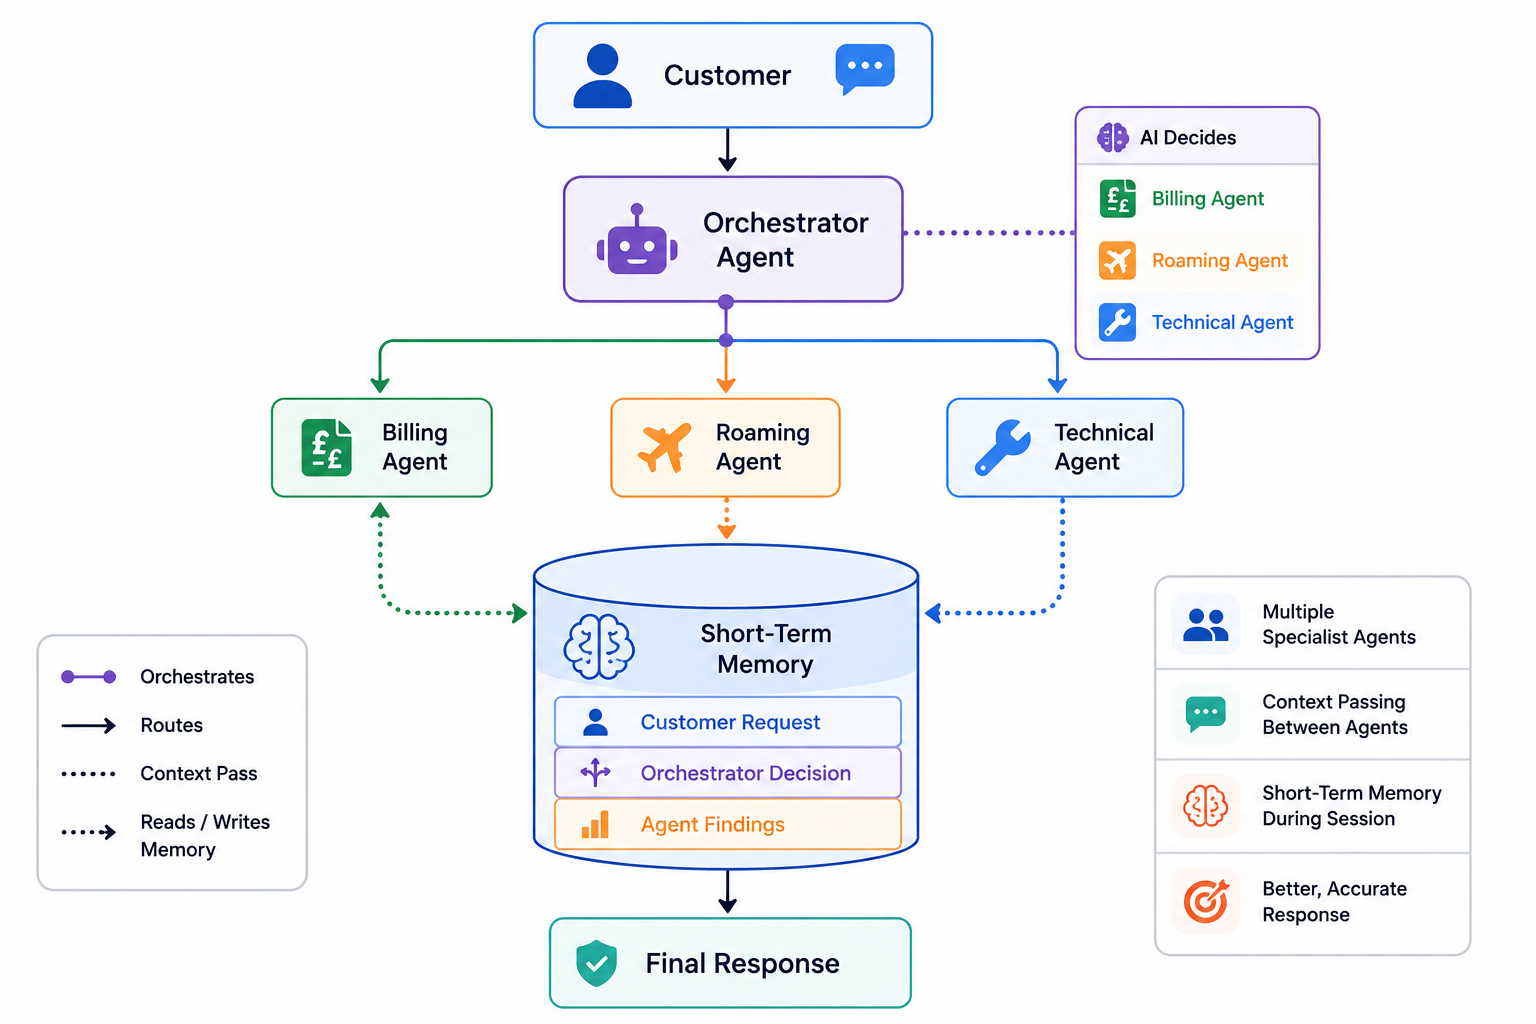 Customer
AI Decides
Billing Agent
Roaming Agent
Technical Agent
Orchestrator
Agent
Billing
Agent
Roaming
Agent
Technical
Agent
Short-Term
Memory
Customer Request
Orchestrator Decision
Agent Findings
Final Response
Orchestrates
Routes
Context Pass
Reads / Writes
Memory
Multiple
Specialist Agents
Context Passing
Between Agents
Short-Term Memory
During Session
Better, Accurate
Response